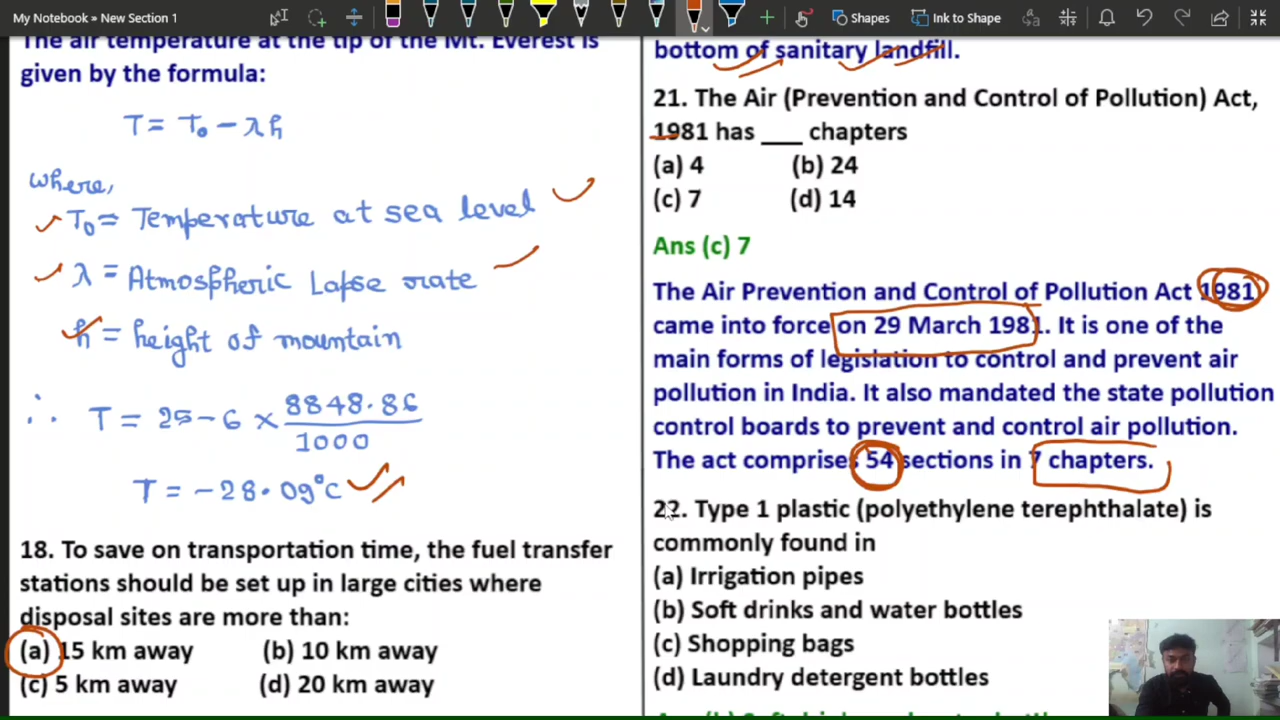 My Notebook » New Section 1
Shapes
Ink to Shape
The air temperature at the tip of the Mt. Everest is
given by the formula:
T = T₀ - λh
where,
T₀ = Temperature at sea level
λ = Atmospheric Lapse rate
h = height of mountain
∴ T = 25 - 6 × 8848.86
1000
T = -28.09°C
18. To save on transportation time, the fuel transfer
stations should be set up in large cities where
disposal sites are more than:
(a) 15 km away (b) 10 km away
(c) 5 km away (d) 20 km away
bottom of sanitary landfill.
21. The Air (Prevention and Control of Pollution) Act,
1981 has ___ chapters
(a) 4 (b) 24
(c) 7 (d) 14
Ans (c) 7
The Air Prevention and Control of Pollution Act 1981
came into force on 29 March 1981. It is one of the
main forms of legislation to control and prevent air
pollution in India. It also mandated the state pollution
control boards to prevent and control air pollution.
The act comprises 54 sections in 7 chapters.
22. Type 1 plastic (polyethylene terephthalate) is
commonly found in
(a) Irrigation pipes
(b) Soft drinks and water bottles
(c) Shopping bags
(d) Laundry detergent bottles